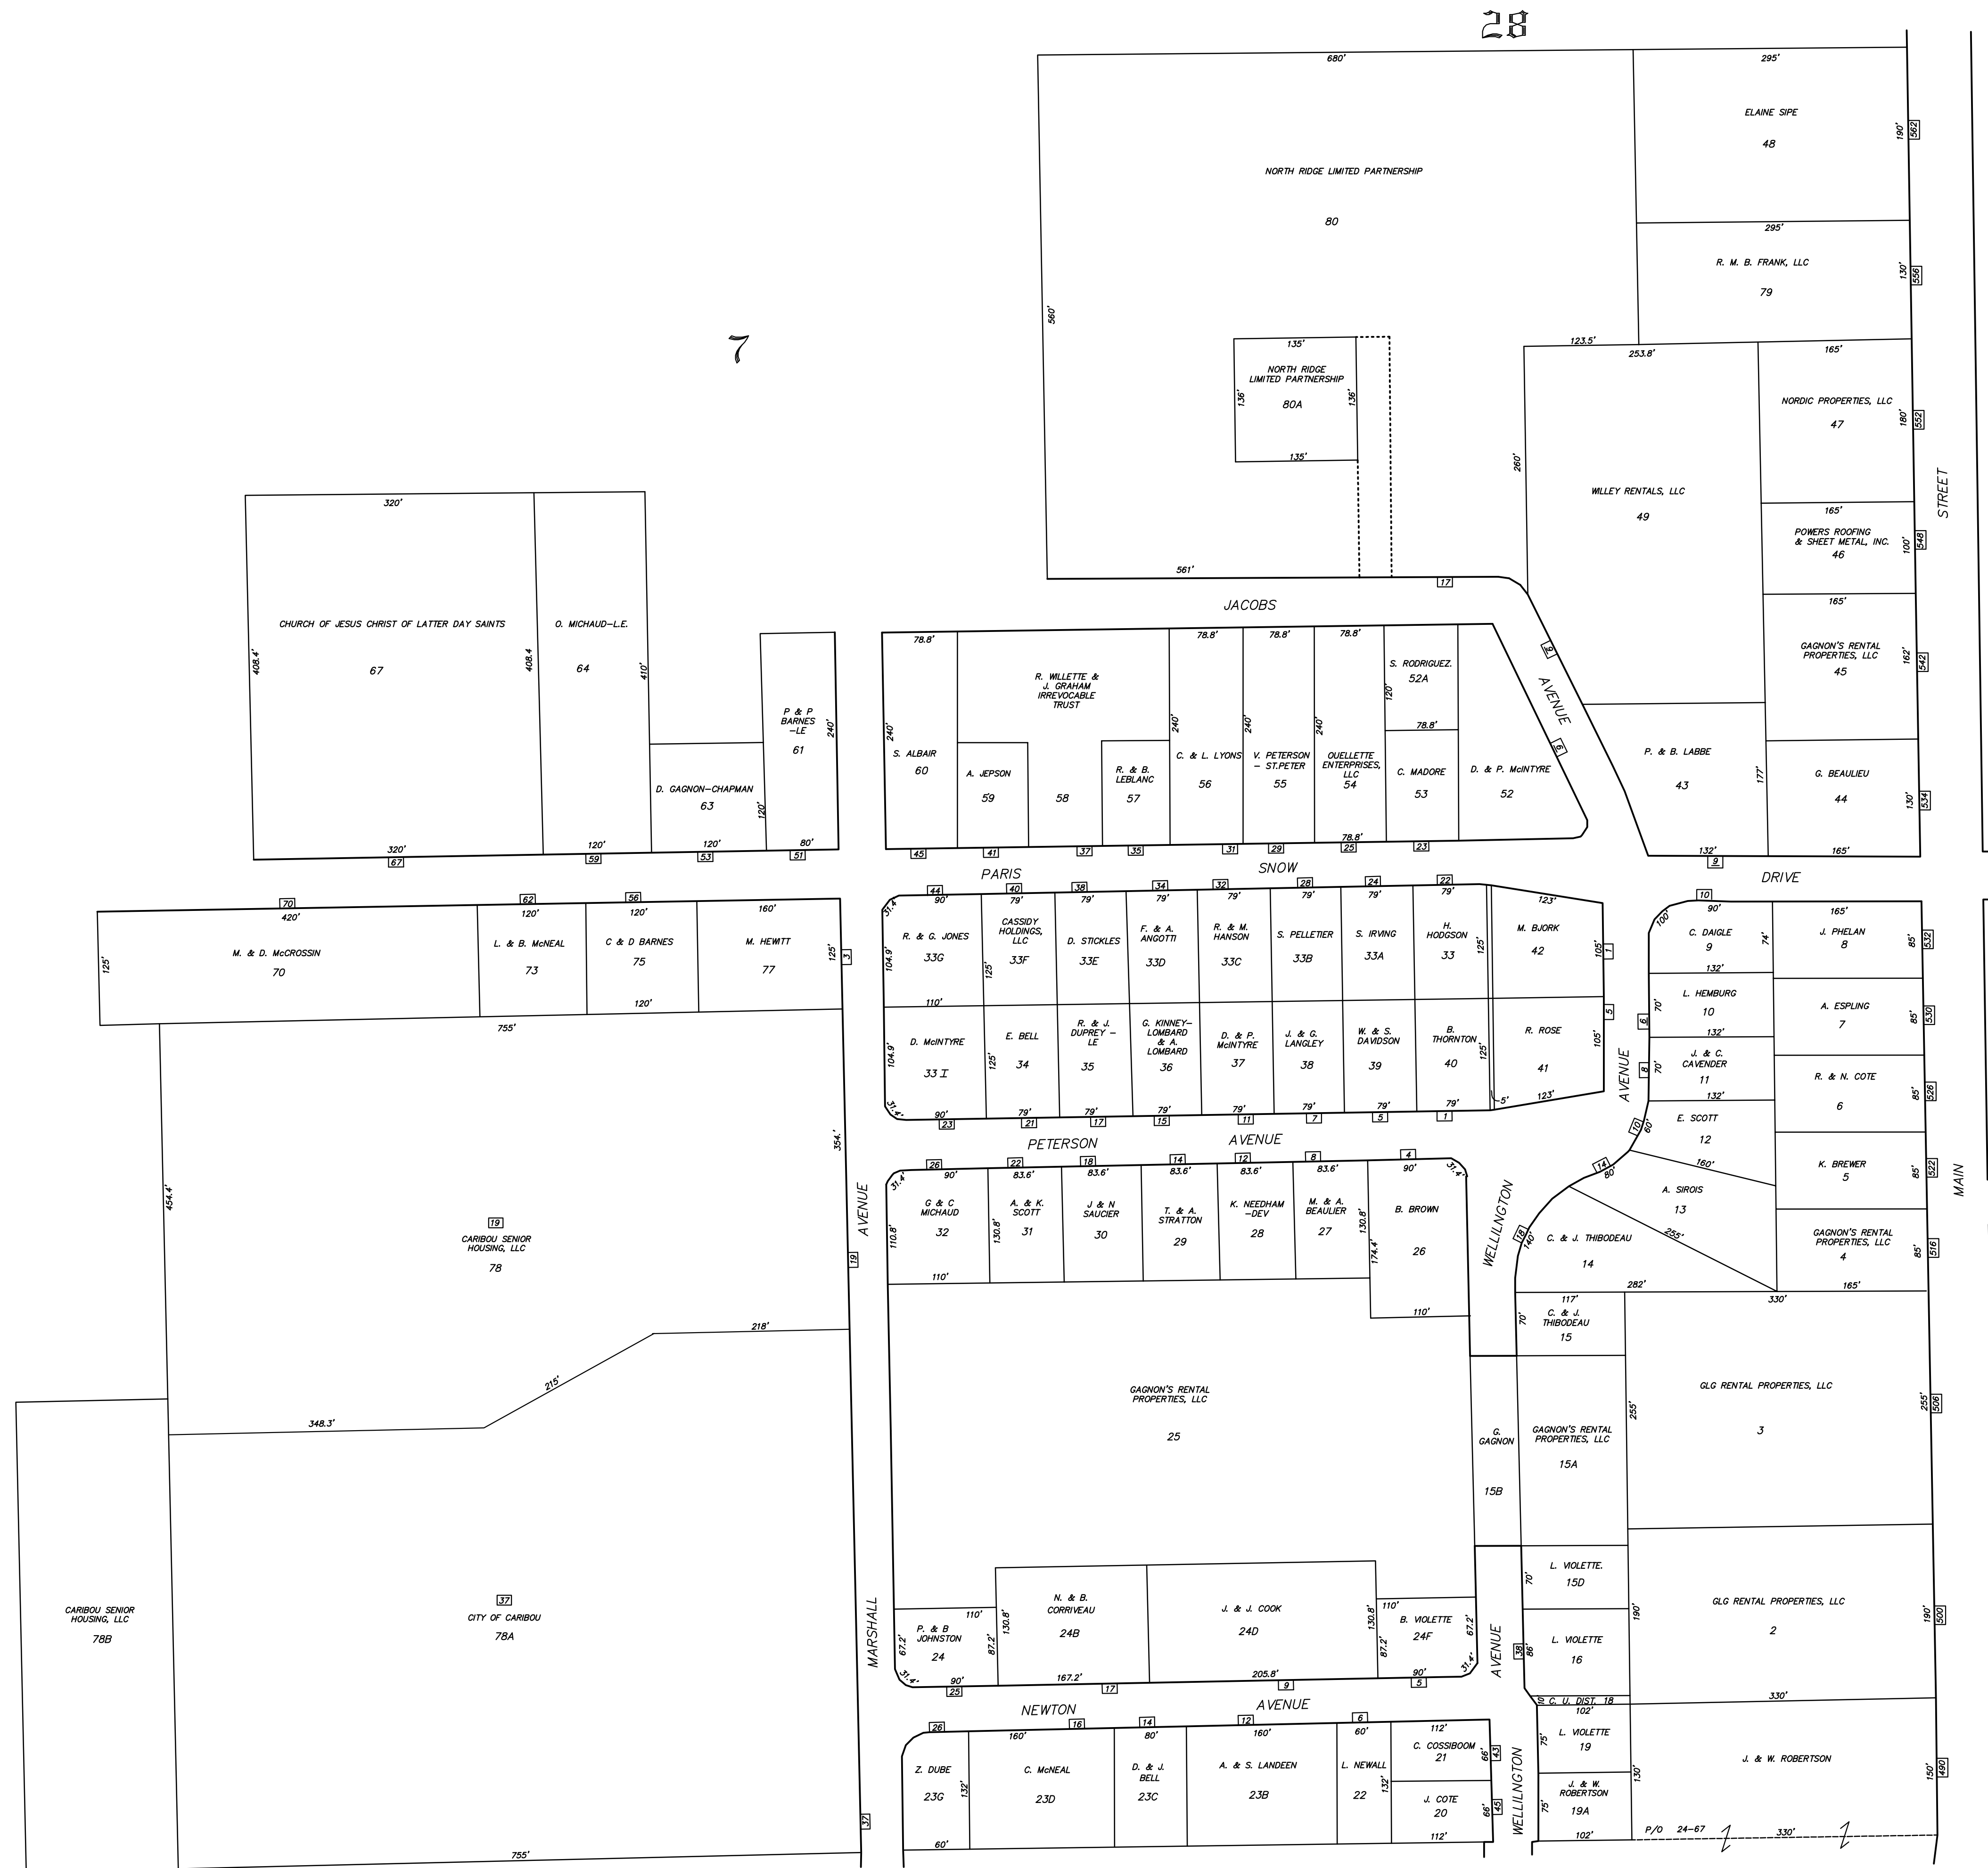 28
680'
295'
ELAINE SIPE
48
190'
562
NORTH RIDGE LIMITED PARTNERSHIP
80
560'
295'
R. M. B. FRANK, LLC
79
130'
556
7
135'
NORTH RIDGE
LIMITED PARTNERSHIP
80A
136'
136'
135'
123.5'
253.8'
165'
NORDIC PROPERTIES, LLC
47
180'
552
260'
WILLEY RENTALS, LLC
49
STREET
165'
POWERS ROOFING
& SHEET METAL, INC.
46
100'
548
561'
17
JACOBS
165'
GAGNON'S RENTAL
PROPERTIES, LLC
45
162'
542
320'
CHURCH OF JESUS CHRIST OF LATTER DAY SAINTS
67
408.4'
408.4
320'
67
O. MICHAUD-L.E.
64
410'
120'
59
D. GAGNON-CHAPMAN
63
120'
120'
53
P & P
BARNES
-LE
61
240'
80'
51
78.8'
240'
S. ALBAIR
60
45
R. WILLETTE &
J. GRAHAM
IRREVOCABLE
TRUST
58
37
A. JEPSON
59
41
R. & B.
LEBLANC
57
35
78.8'
240'
C. & L. LYONS
56
31
78.8'
240'
V. PETERSON
- ST.PETER
55
29
78.8'
240'
OUELLETTE
ENTERPRISES,
LLC
54
78.8'
25
S. RODRIGUEZ.
52A
120'
78.8'
C. MADORE
53
23
D. & P. McINTYRE
52
AVENUE
6
P. & B. LABBE
43
177'
132'
9
G. BEAULIEU
44
130'
534
165'
PARIS
SNOW
DRIVE
70
420'
M. & D. McCROSSIN
70
125'
62
120'
L. & B. McNEAL
73
56
120'
C & D BARNES
75
120'
160'
M. HEWITT
77
125'
3
755'
44
90'
31.4'
R. & G. JONES
33G
104.9'
110'
40
79'
CASSIDY
HOLDINGS,
LLC
33F
125'
38
79'
D. STICKLES
33E
34
79'
F. & A.
ANGOTTI
33D
32
79'
R. & M.
HANSON
33C
28
79'
S. PELLETIER
33B
24
79'
S. IRVING
33A
22
79'
H.
HODGSON
33
125'
123'
M. BJORK
42
105'
1
D. McINTYRE
33 I
104.9'
31.4'
90'
23
E. BELL
34
125'
79'
21
R. & J.
DUPREY -
LE
35
79'
17
G. KINNEY-
LOMBARD
& A.
LOMBARD
36
79'
15
D. & P.
McINTYRE
37
79'
11
J. & G.
LANGLEY
38
79'
7
W. & S.
DAVIDSON
39
79'
5
B.
THORNTON
40
125'
79'
1
5'
R. ROSE
41
105'
123'
5
AVENUE
10
90'
100'
C. DAIGLE
9
74'
132'
165'
J. PHELAN
8
85'
532
L. HEMBURG
10
70'
132'
6
A. ESPLING
7
85'
530
J. & C.
CAVENDER
11
70'
132'
8
R. & N. COTE
6
85'
526
E. SCOTT
12
60'
10
160'
K. BREWER
5
85'
522
A. SIROIS
13
80'
14
255'
GAGNON'S RENTAL
PROPERTIES, LLC
4
85'
516
165'
C. & J. THIBODEAU
14
140'
18
282'
MAIN
PETERSON
AVENUE
454.4'
354.'
19
CARIBOU SENIOR
HOUSING, LLC
78
218'
215'
348.3'
AVENUE
19
26
90'
31.4'
G & C
MICHAUD
32
110.8'
110'
22
83.6'
A. & K.
SCOTT
31
130.8'
18
83.6'
J & N
SAUCIER
30
14
83.6'
T. & A.
STRATTON
29
12
83.6'
K. NEEDHAM
-DEV
28
8
83.6'
M. & A.
BEAULIER
27
130.8'
4
90'
31.4'
B. BROWN
26
174.4'
110'
WELLILNGTON
117'
C. & J.
THIBODEAU
15
70'
330'
GLG RENTAL PROPERTIES, LLC
3
255'
255'
506
GAGNON'S RENTAL
PROPERTIES, LLC
25
G.
GAGNON
15B
GAGNON'S RENTAL
PROPERTIES, LLC
15A
CARIBOU SENIOR
HOUSING, LLC
78B
37
CITY OF CARIBOU
78A
MARSHALL
37
755'
110'
P. & B
JOHNSTON
24
67.2'
87.2'
31.4'
90'
25
N. & B.
CORRIVEAU
24B
130.8'
167.2'
17
J. & J. COOK
24D
130.8'
205.8'
9
110'
B. VIOLETTE
24F
87.2'
67.2'
31.4'
90'
5
AVENUE
L. VIOLETTE.
15D
70'
L. VIOLETTE
16
86'
38
GLG RENTAL PROPERTIES, LLC
2
190'
190'
500
330'
10
C. U. DIST. 18
102'
NEWTON
AVENUE
26
Z. DUBE
23G
132'
60'
16
160'
C. McNEAL
23D
14
80'
D. & J.
BELL
23C
12
160'
A. & S. LANDEEN
23B
6
60'
L. NEWALL
22
132'
112'
C. COSSIBOOM
21
66'
43
J. COTE
20
66'
45
112'
WELLILNGTON
L. VIOLETTE
19
75'
J. & W.
ROBERTSON
19A
75'
102'
J. & W. ROBERTSON
130'
150'
490
P/O 24-67
330'